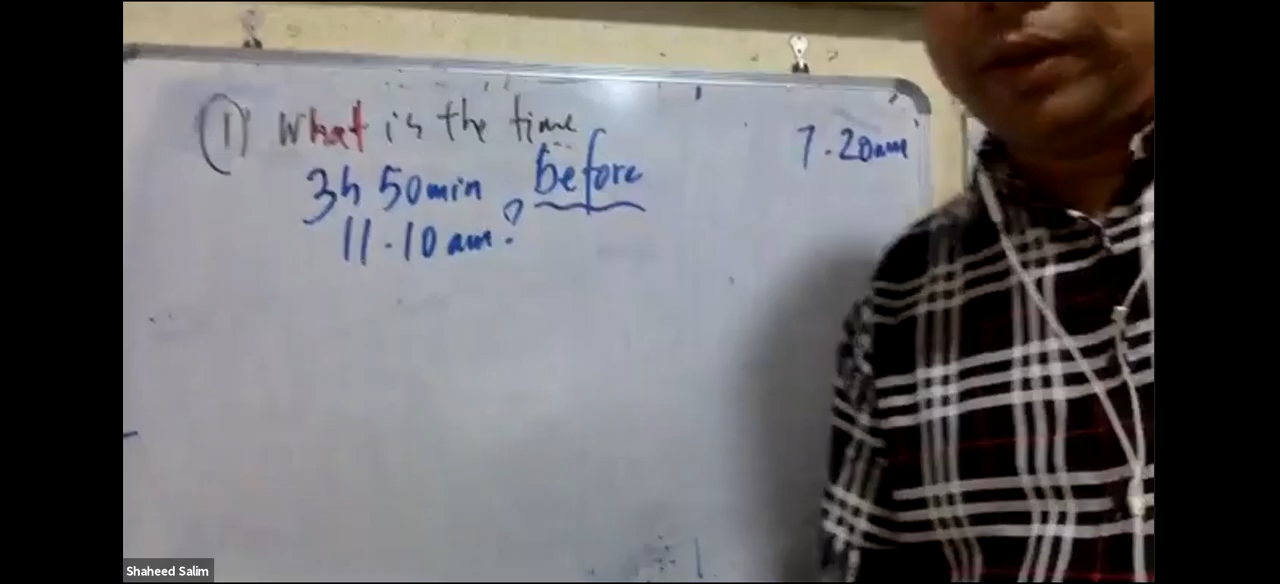 ① What is the time
7.20am
3h 50min before
11.10 am?
Shaheed Salim